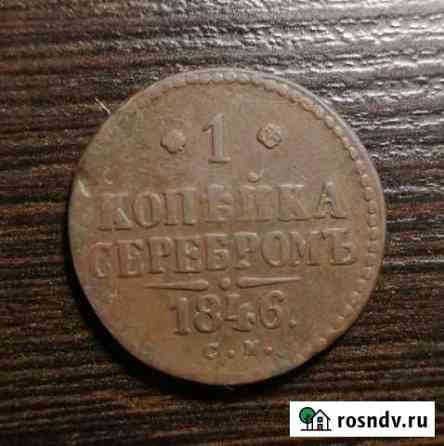 1
КОПѢЙКА
СЕРЕБРОМЪ
1846.
С.М.
rosndv.ru